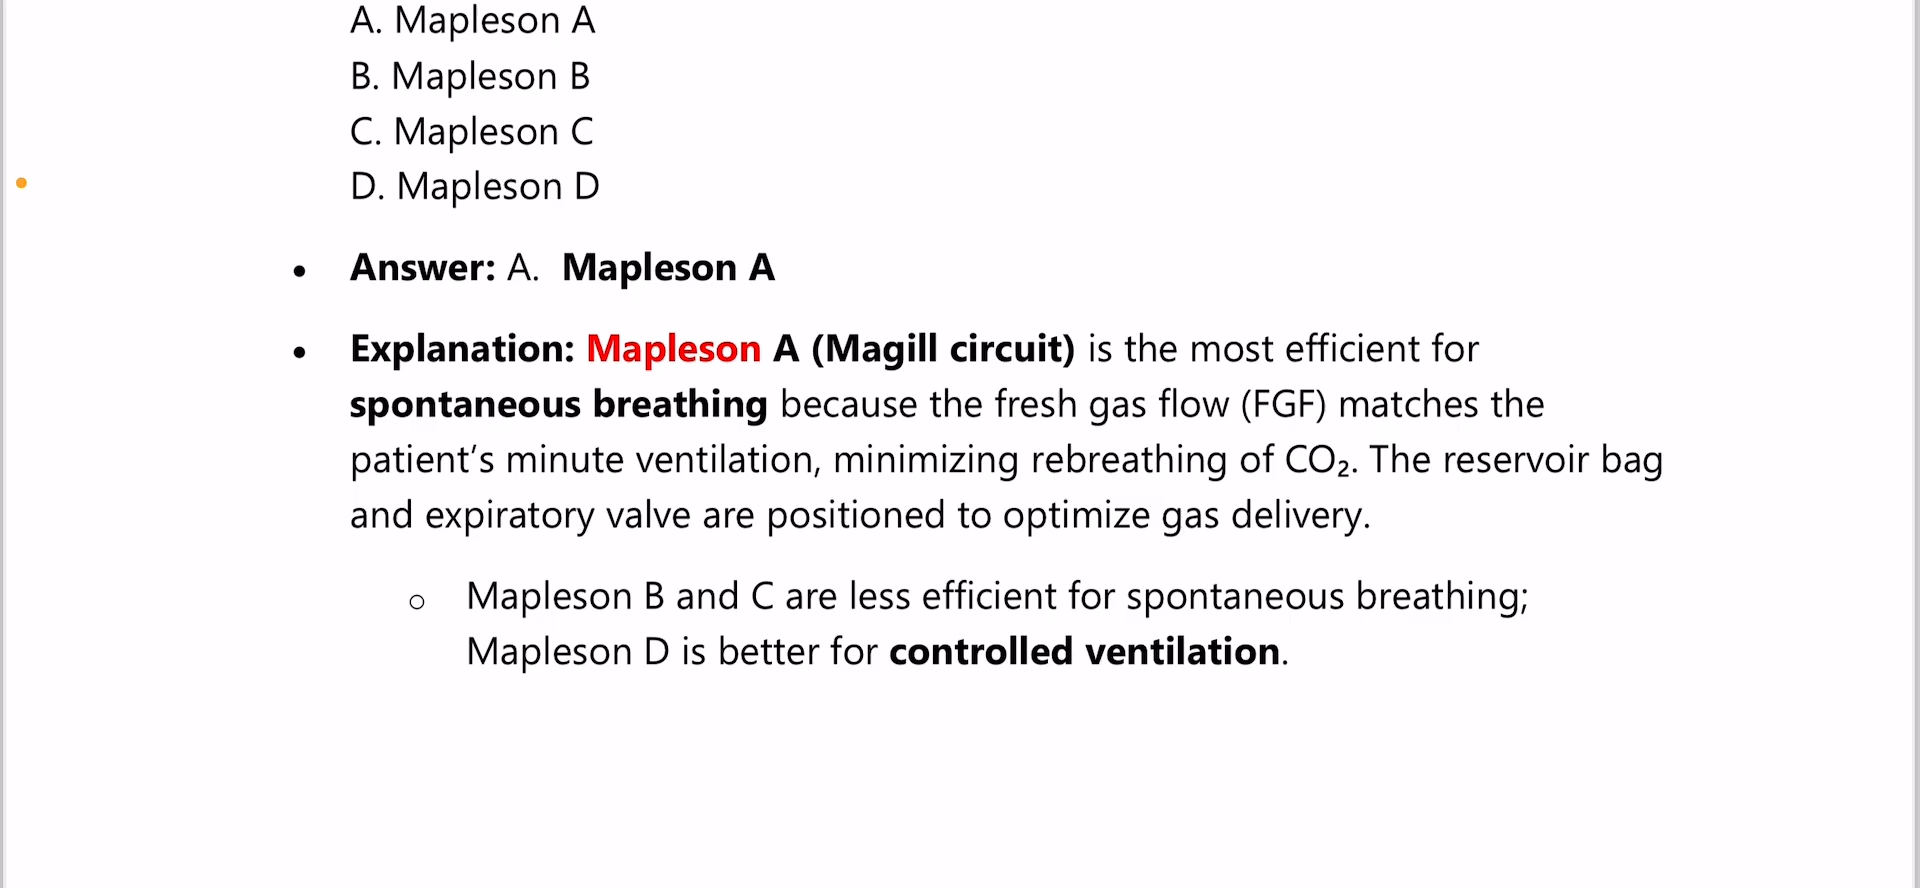 A. Mapleson A
B. Mapleson B
C. Mapleson C
D. Mapleson D
• Answer: A. Mapleson A
• Explanation: Mapleson A (Magill circuit) is the most efficient for
spontaneous breathing because the fresh gas flow (FGF) matches the
patient’s minute ventilation, minimizing rebreathing of CO₂. The reservoir bag
and expiratory valve are positioned to optimize gas delivery.
○ Mapleson B and C are less efficient for spontaneous breathing;
Mapleson D is better for controlled ventilation.